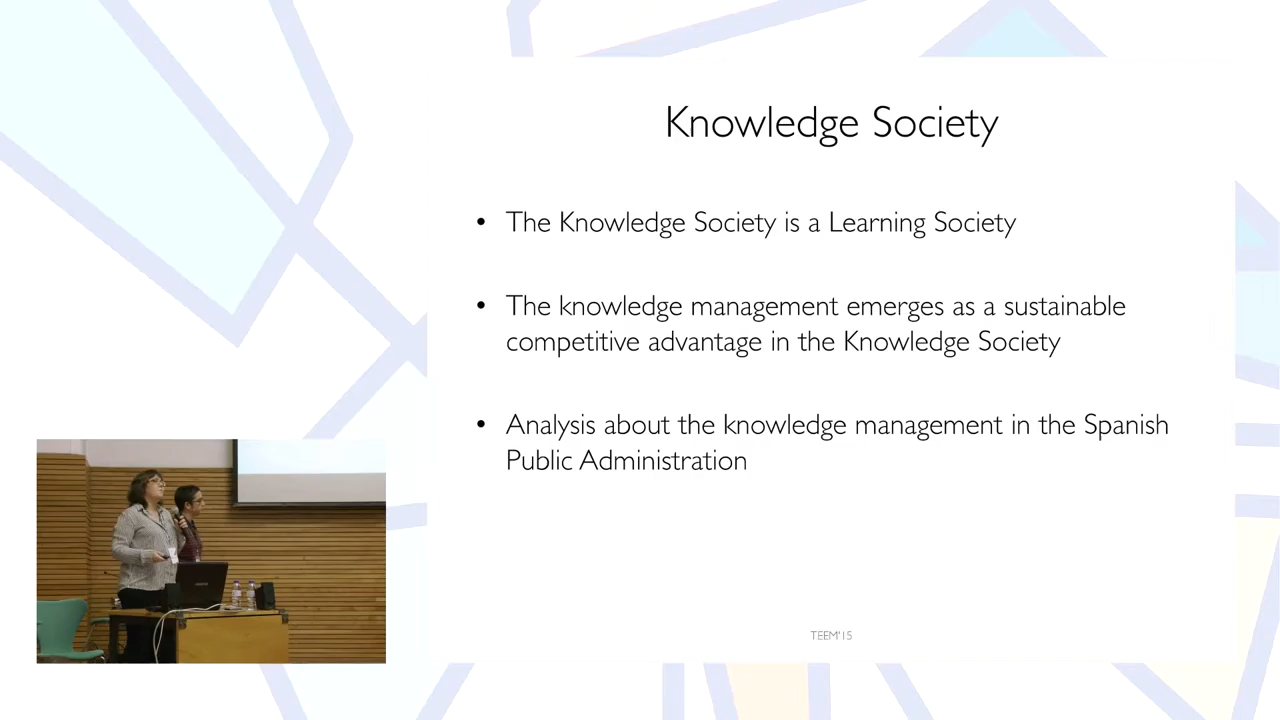 Knowledge Society
• The Knowledge Society is a Learning Society
• The knowledge management emerges as a sustainable
competitive advantage in the Knowledge Society
• Analysis about the knowledge management in the Spanish
Public Administration
TEEM'15